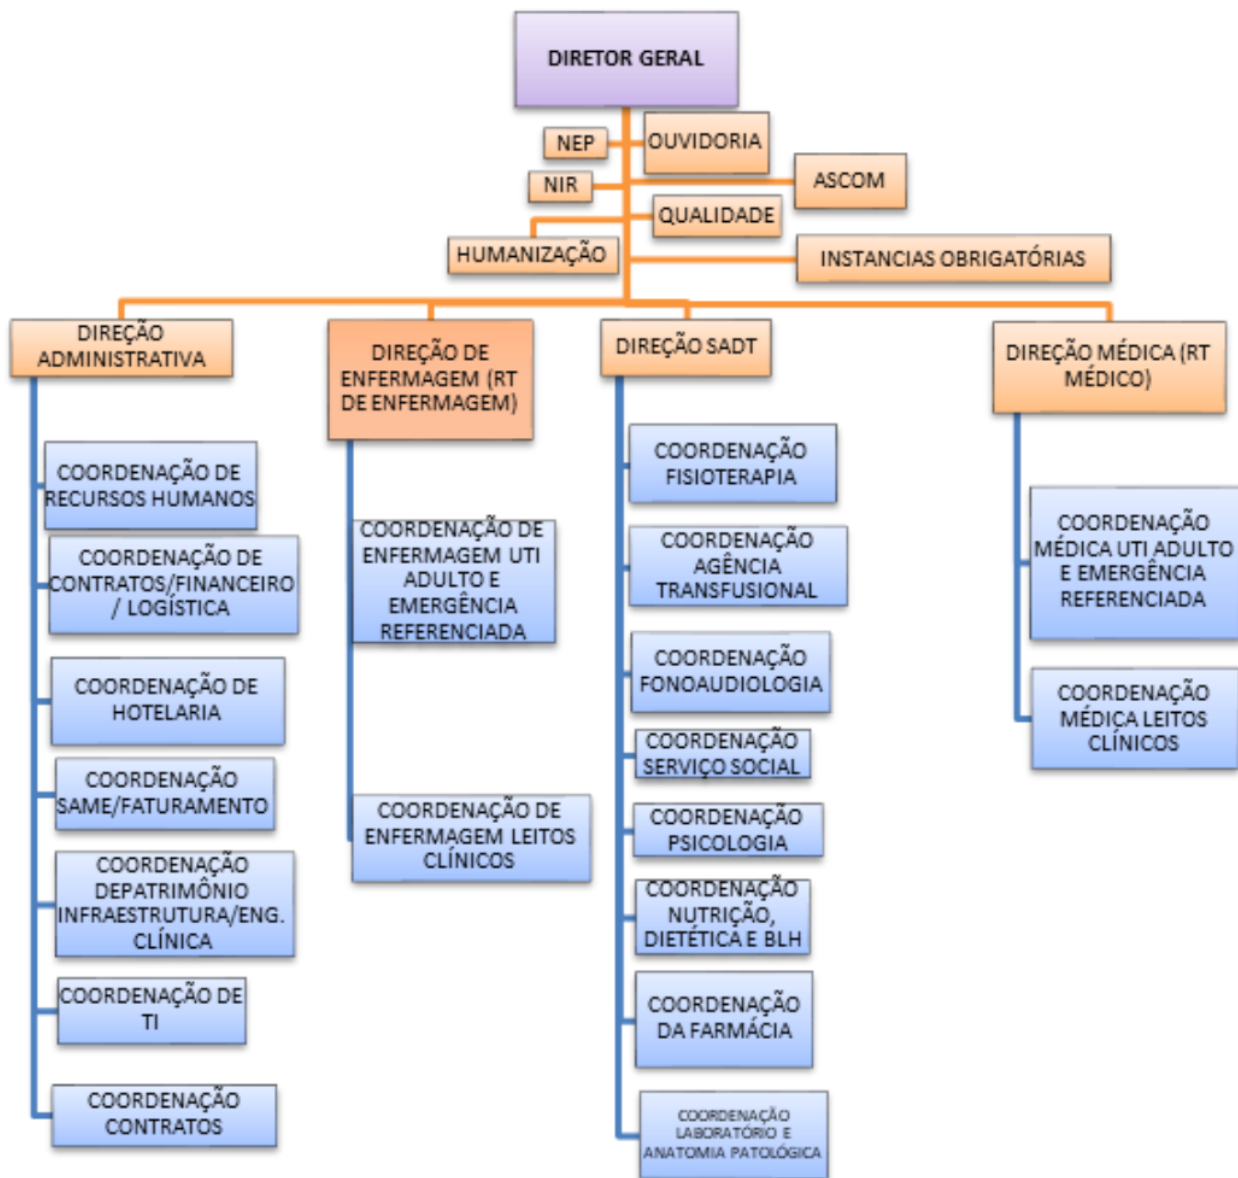 DIRETOR GERAL
NEP
OUVIDORIA
NIR
ASCOM
QUALIDADE
HUMANIZAÇÃO
INSTANCIAS OBRIGATÓRIAS
DIREÇÃO
ADMINISTRATIVA
COORDENAÇÃO DE
RECURSOS HUMANOS
COORDENAÇÃO DE
CONTRATOS/FINANCEIRO
/ LOGÍSTICA
COORDENAÇÃO DE
HOTELARIA
COORDENAÇÃO
SAME/FATURAMENTO
COORDENAÇÃO
DEPATRIMÔNIO
INFRAESTRUTURA/ENG.
CLÍNICA
COORDENAÇÃO DE
TI
COORDENAÇÃO
CONTRATOS
DIREÇÃO DE
ENFERMAGEM (RT
DE ENFERMAGEM)
COORDENAÇÃO DE
ENFERMAGEM UTI
ADULTO E
EMERGÊNCIA
REFERENCIADA
COORDENAÇÃO DE
ENFERMAGEM LEITOS
CLÍNICOS
DIREÇÃO SADT
COORDENAÇÃO
FISIOTERAPIA
COORDENAÇÃO
AGÊNCIA
TRANSFUSIONAL
COORDENAÇÃO
FONOAUDIOLOGIA
COORDENAÇÃO
SERVIÇO SOCIAL
COORDENAÇÃO
PSICOLOGIA
COORDENAÇÃO
NUTRIÇÃO,
DIETÉTICA E BLH
COORDENAÇÃO
DA FARMÁCIA
COORDENAÇÃO
LABORATÓRIO E
ANATOMIA PATOLÓGICA
DIREÇÃO MÉDICA (RT
MÉDICO)
COORDENAÇÃO
MÉDICA UTI ADULTO
E EMERGÊNCIA
REFERENCIADA
COORDENAÇÃO
MÉDICA LEITOS
CLÍNICOS